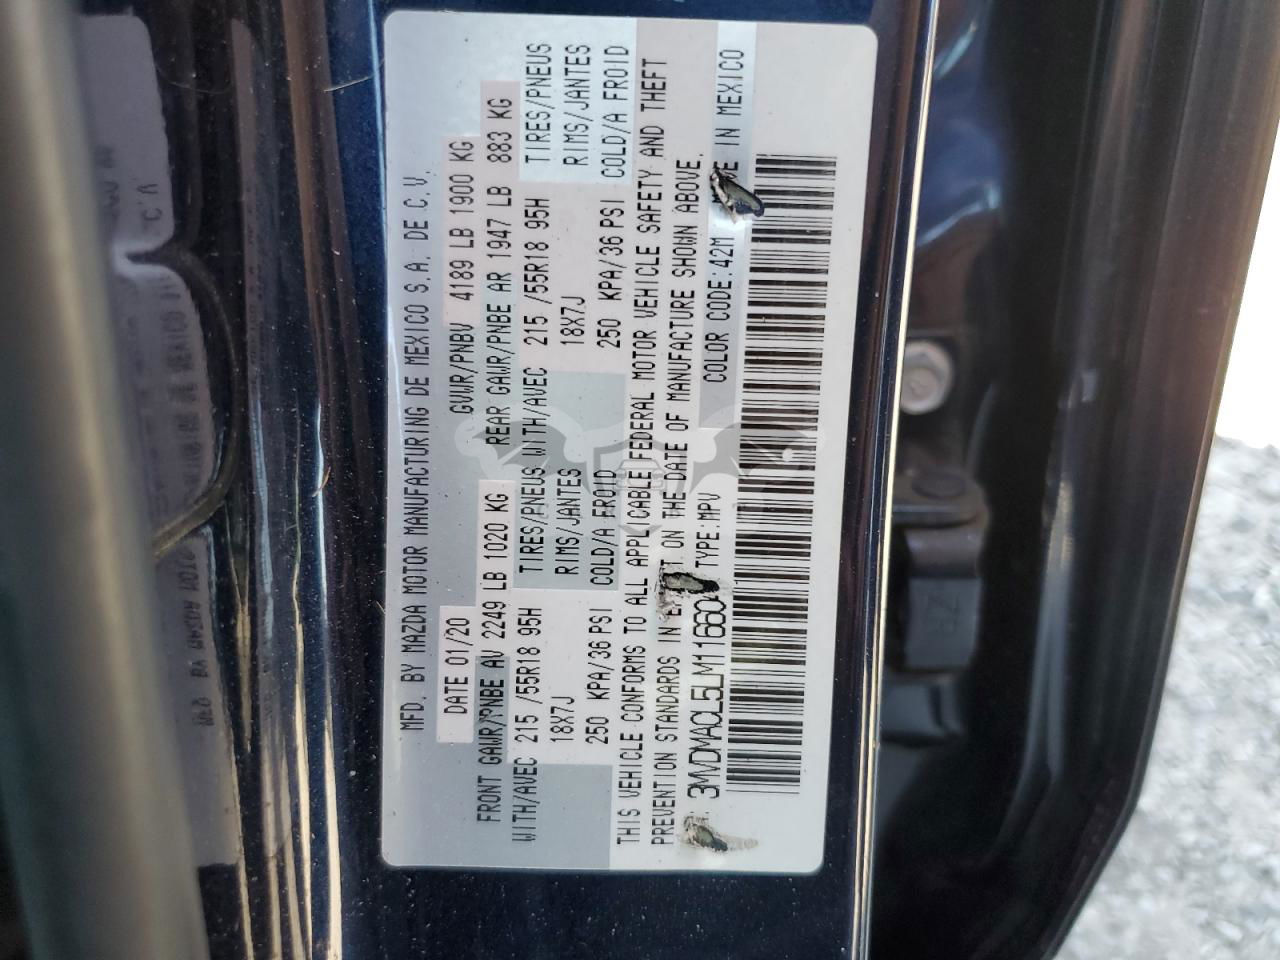 MFD. BY MAZDA MOTOR MANUFACTURING DE MEXICO S.A. DE C.V.
DATE 01/20 GVWR/PNBV 4189 LB 1900 KG
FRONT GAWR/PNBE AV 2249 LB 1020 KG REAR GAWR/PNBE AR 1947 LB 883 KG
WITH/AVEC 215 /55R18 95H TIRES/PNEUS WITH/AVEC 215 /55R18 95H TIRES/PNEUS
18X7J RIMS/JANTES 18X7J RIMS/JANTES
250 KPA/36 PSI COLD/A FROID 250 KPA/36 PSI COLD/A FROID
THIS VEHICLE CONFORMS TO ALL APPLICABLE FEDERAL MOTOR VEHICLE SAFETY AND THEFT
PREVENTION STANDARDS IN ON THE DATE OF MANUFACTURE SHOWN ABOVE.
3MVDMACL5LM11660 TYPE:MPV COLOR CODE:42M IN MEXICO